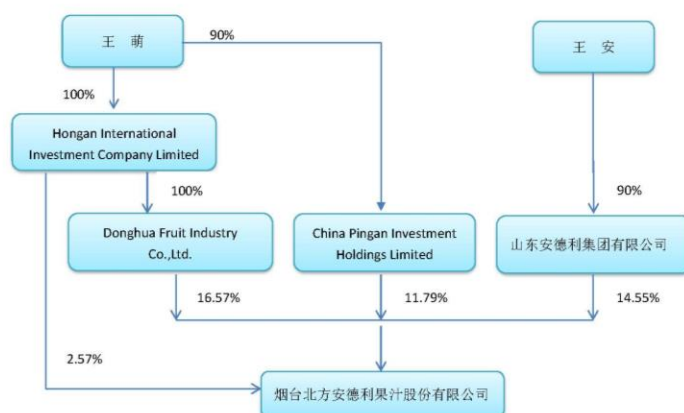 王 萌
90%
王 安
100%
Hongan International
Investment Company Limited
100%
90%
Donghua Fruit Industry
Co.,Ltd.
China Pingan Investment
Holdings Limited
山东安德利集团有限公司
16.57%
11.79%
14.55%
2.57%
烟台北方安德利果汁股份有限公司